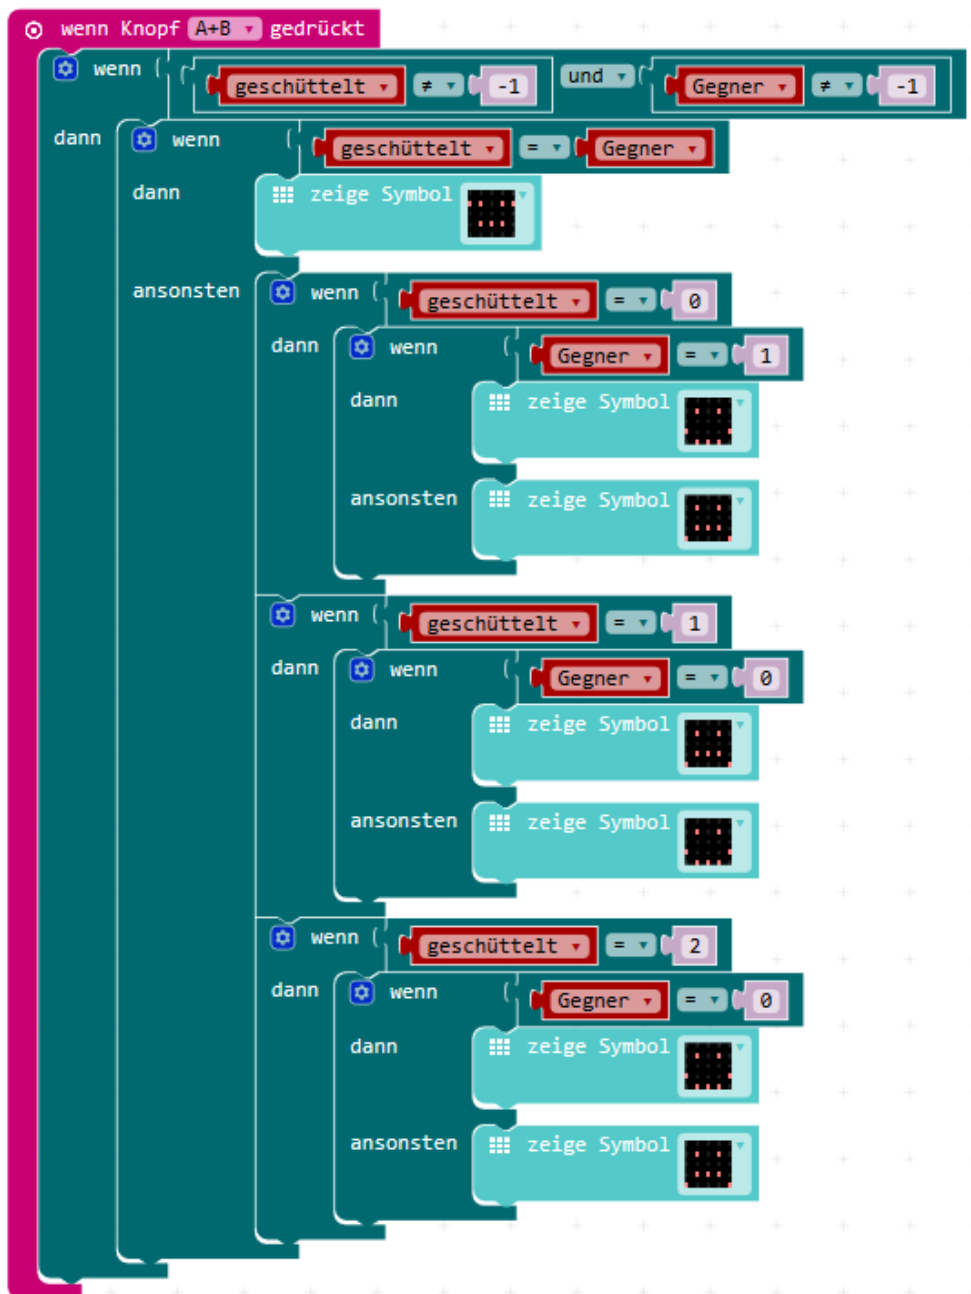 wenn Knopf A+B gedrückt
wenn geschüttelt ≠ -1 und Gegner ≠ -1
dann wenn geschüttelt = Gegner
dann zeige Symbol
ansonsten wenn geschüttelt = 0
dann wenn Gegner = 1
dann zeige Symbol
ansonsten zeige Symbol
wenn geschüttelt = 1
dann wenn Gegner = 0
dann zeige Symbol
ansonsten zeige Symbol
wenn geschüttelt = 2
dann wenn Gegner = 0
dann zeige Symbol
ansonsten zeige Symbol